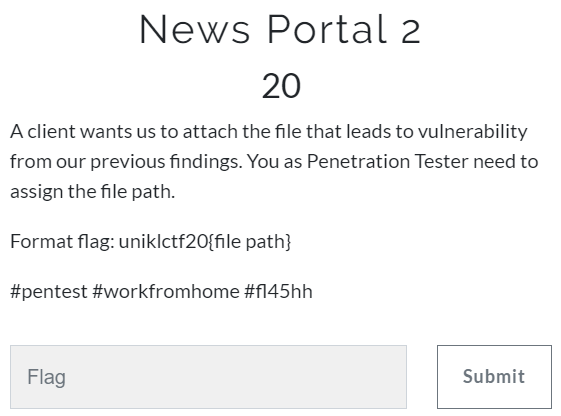 News Portal 2
20
A client wants us to attach the file that leads to vulnerability
from our previous findings. You as Penetration Tester need to
assign the file path.
Format flag: uniklctf20{file path}
#pentest #workfromhome #fl45hh
Flag
Submit